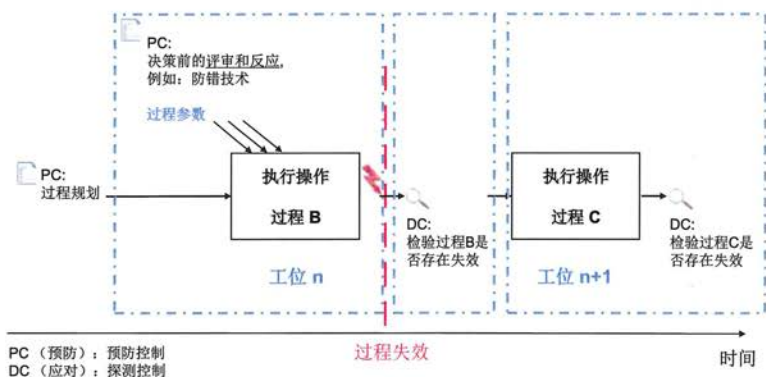 PC:
决策前的评审和反应,
例如：防错技术
过程参数
PC:
过程规划
执行操作
过程 B
DC:
检验过程B是
否存在失效
执行操作
过程 C
DC:
检验过程C是
否存在失效
工位 n
工位 n+1
过程失效
时间
PC（预防）：预防控制
DC（应对）：探测控制